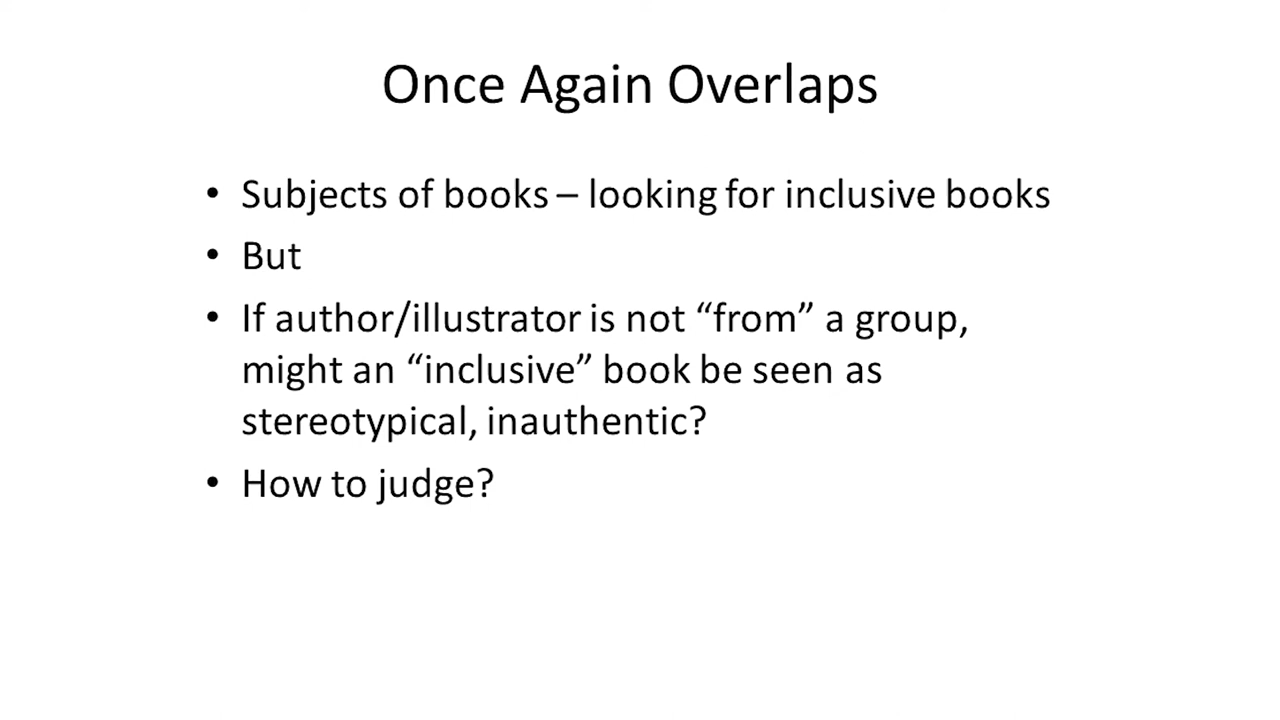 Once Again Overlaps
• Subjects of books – looking for inclusive books
• But
• If author/illustrator is not “from” a group,
might an “inclusive” book be seen as
stereotypical, inauthentic?
• How to judge?